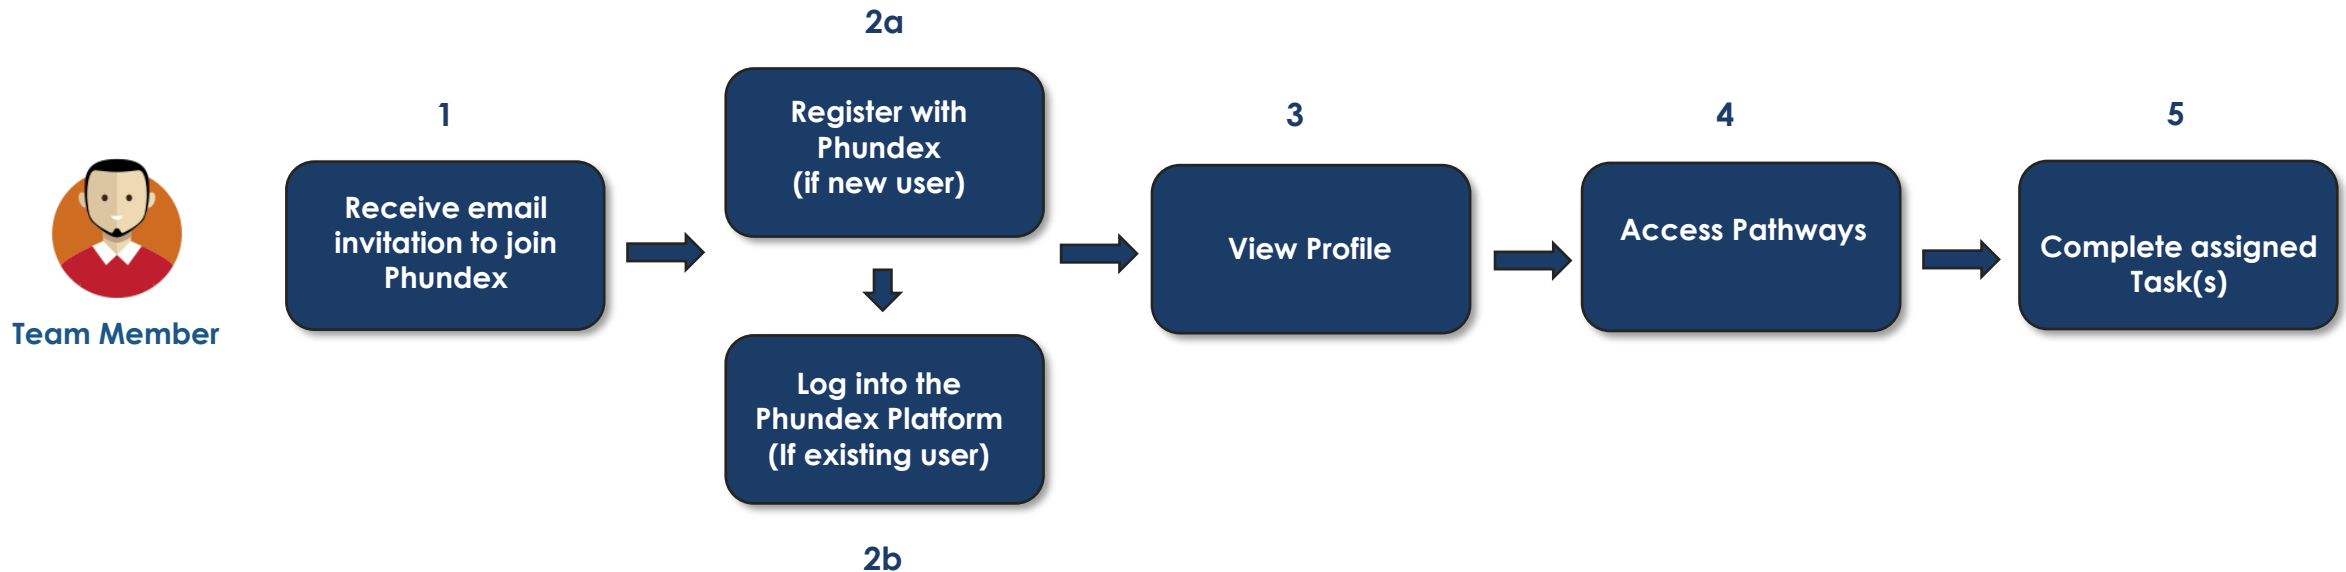 Team Member
1
Receive email
invitation to join
Phundex
2a
Register with
Phundex
(if new user)
Log into the
Phundex Platform
(If existing user)
2b
3
View Profile
4
Access Pathways
5
Complete assigned
Task(s)